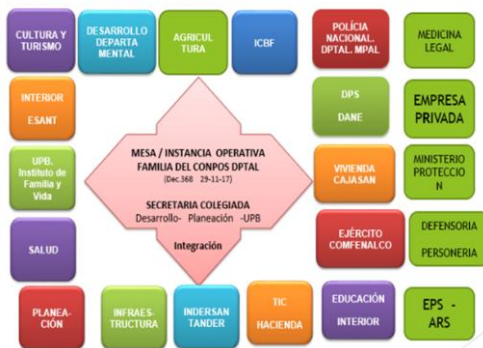 CULTURA Y
TURISMO
DESARROLLO
DEPARTA
MENTAL
AGRICUL
TURA
ICBF
POLÍCIA
NACIONAL.
DPTAL. MPAL
MEDICINA
LEGAL
INTERIOR
ESANT
DPS
DANE
EMPRESA
PRIVADA
MESA / INSTANCIA OPERATIVA
FAMILIA DEL CONPOS DPTAL
(Dec.368 29-11-17)
SECRETARIA COLEGIADA
Desarrollo- Planeación -UPB
Integración
UPB.
Instituto de
Familia y
Vida
VIVIENDA
CAJASAN
MINISTERIO
PROTECCIO
N
SALUD
EJÉRCITO
COMFENALCO
DEFENSORIA
PERSONERIA
PLANEA-
CIÓN
INFRAES-
TRUCTURA
INDERSAN
TANDER
TIC
HACIENDA
EDUCACIÓN
INTERIOR
EPS -
ARS